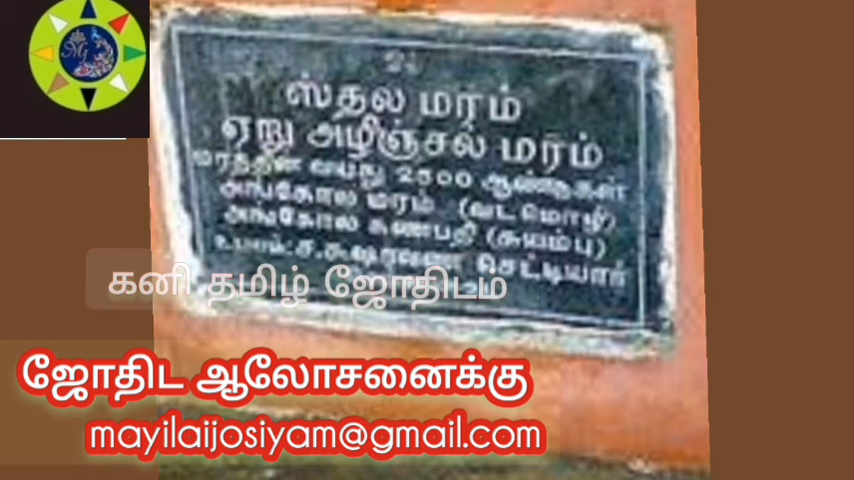 உ
ஸ்தல மரம்
ஏறு அழிஞ்சல் மரம்
மரத்தின் வயது 2500 ஆண்டுகள்
அங்கோல மரம் (வடமொழி)
அங்கோல கணபதி (சுயம்பு)
உபயம்: ச. செட்டியார்
கனி தமிழ் ஜோதிடம்
ஜோதிட ஆலோசனைக்கு
mayilaijosiyam@gmail.com